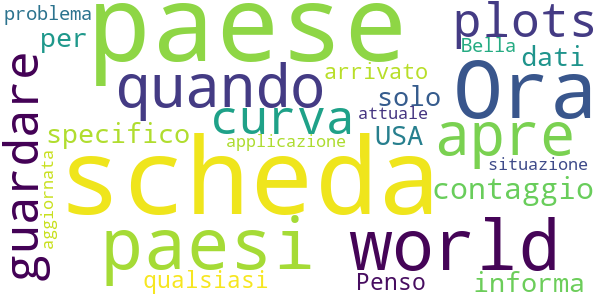 problema
paese
plots
per
Bella
quando
arrivato
dati
guardare
solo
Ora
curva
attuale
specifico
USA
apre
applicazione
scheda
situazione
aggiornata
contaggio
paesi
world
qualsiasi
Penso
informa